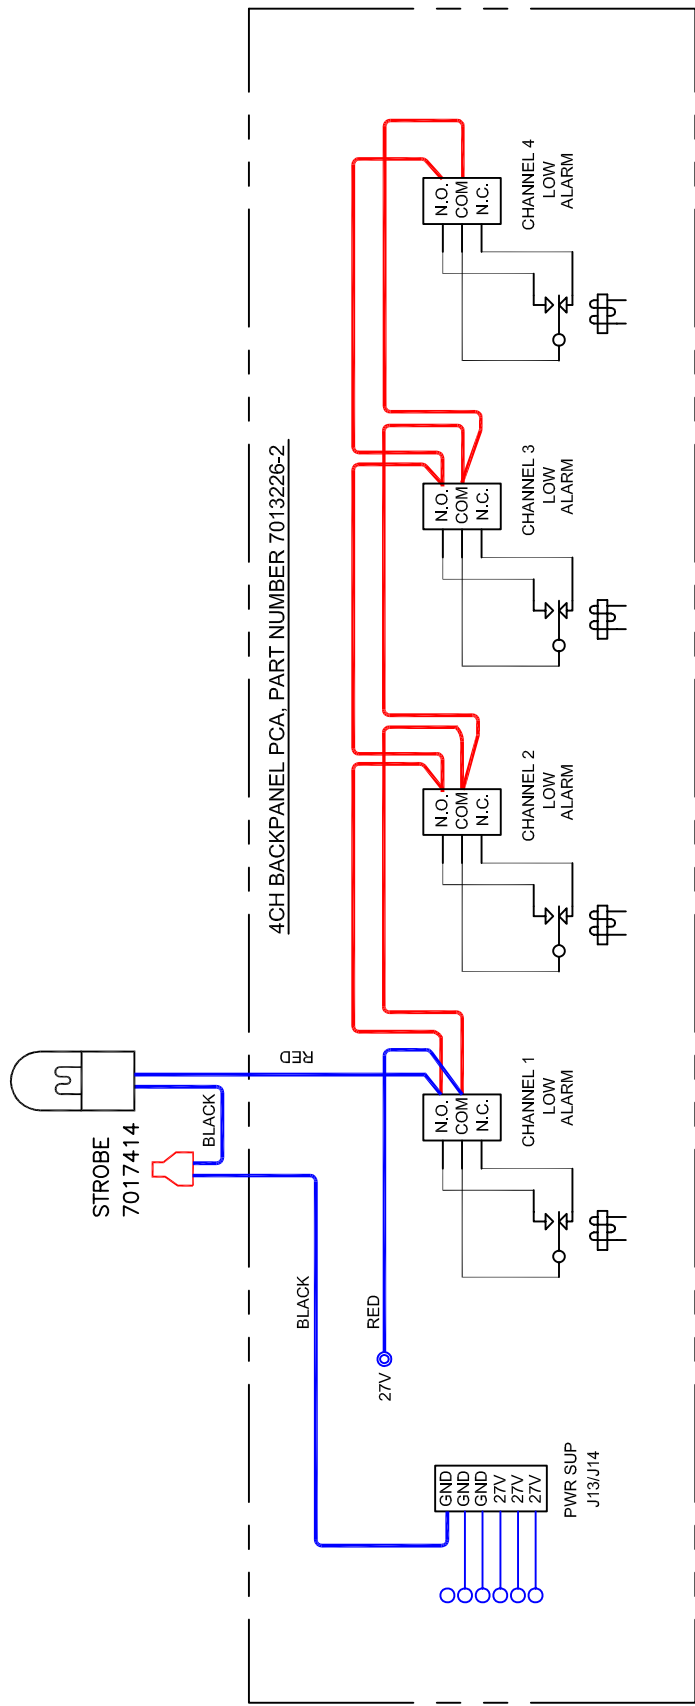 STROBE
7017414
BLACK
RED
BLACK
RED
27V
4CH BACKPANEL PCA, PART NUMBER 7013226-2
GND
GND
GND
27V
27V
27V
PWR SUP
J13/J14
N.O.
COM
N.C.
CHANNEL 1
LOW
ALARM
N.O.
COM
N.C.
CHANNEL 2
LOW
ALARM
N.O.
COM
N.C.
CHANNEL 3
LOW
ALARM
N.O.
COM
N.C.
CHANNEL 4
LOW
ALARM